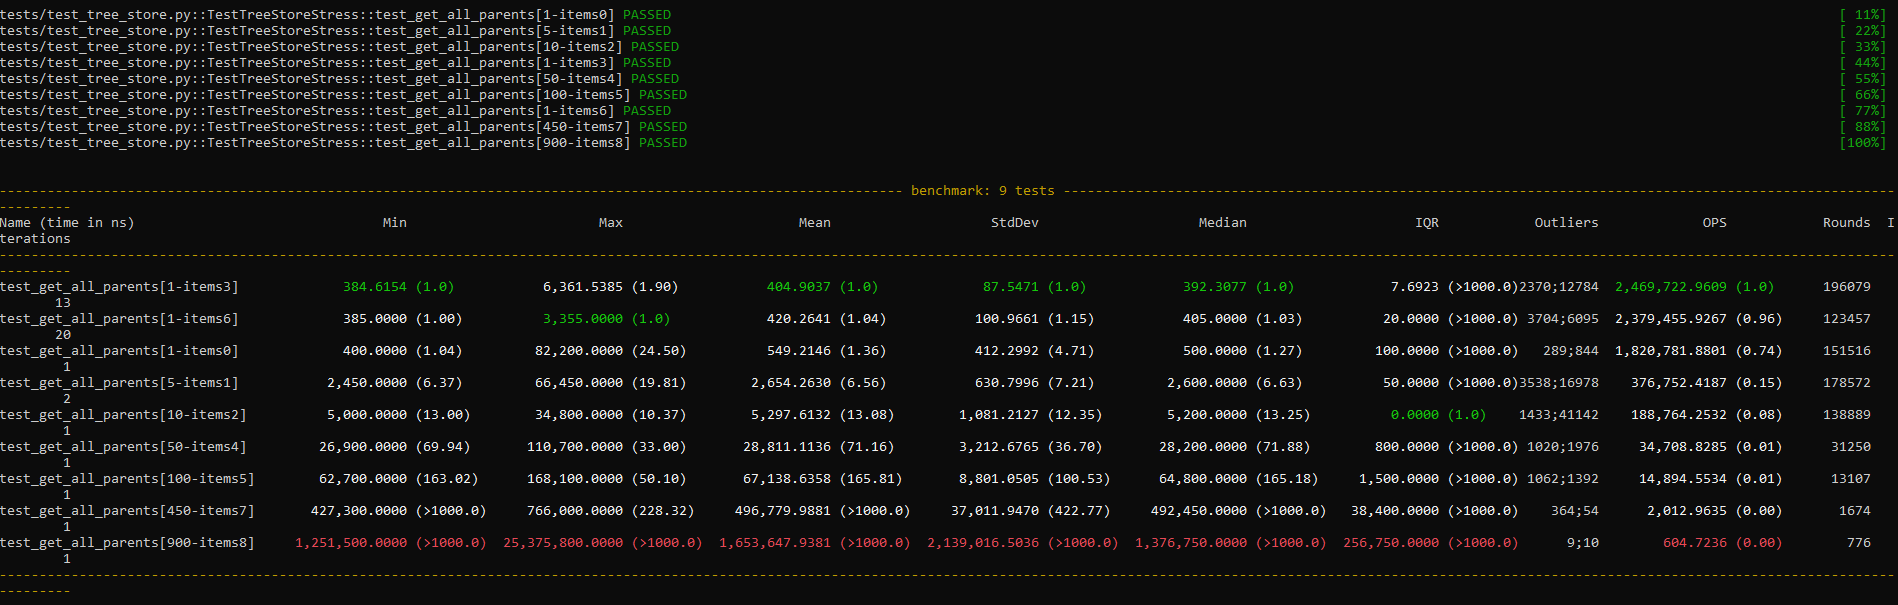 tests/test_tree_store.py::TestTreeStoreStress::test_get_all_parents[1-items0] PASSED [ 11%]
tests/test_tree_store.py::TestTreeStoreStress::test_get_all_parents[5-items1] PASSED [ 22%]
tests/test_tree_store.py::TestTreeStoreStress::test_get_all_parents[10-items2] PASSED [ 33%]
tests/test_tree_store.py::TestTreeStoreStress::test_get_all_parents[1-items3] PASSED [ 44%]
tests/test_tree_store.py::TestTreeStoreStress::test_get_all_parents[50-items4] PASSED [ 55%]
tests/test_tree_store.py::TestTreeStoreStress::test_get_all_parents[100-items5] PASSED [ 66%]
tests/test_tree_store.py::TestTreeStoreStress::test_get_all_parents[1-items6] PASSED [ 77%]
tests/test_tree_store.py::TestTreeStoreStress::test_get_all_parents[450-items7] PASSED [ 88%]
tests/test_tree_store.py::TestTreeStoreStress::test_get_all_parents[900-items8] PASSED [100%]
benchmark: 9 tests
Name (time in ns) Min Max Mean StdDev Median IQR Outliers OPS Rounds I
terations
test_get_all_parents[1-items3] 384.6154 (1.0) 6,361.5385 (1.90) 404.9037 (1.0) 87.5471 (1.0) 392.3077 (1.0) 7.6923 (>1000.0)2370;12784 2,469,722.9609 (1.0) 196079
13
test_get_all_parents[1-items6] 385.0000 (1.00) 3,355.0000 (1.0) 420.2641 (1.04) 100.9661 (1.15) 405.0000 (1.03) 20.0000 (>1000.0) 3704;6095 2,379,455.9267 (0.96) 123457
20
test_get_all_parents[1-items0] 400.0000 (1.04) 82,200.0000 (24.50) 549.2146 (1.36) 412.2992 (4.71) 500.0000 (1.27) 100.0000 (>1000.0) 289;844 1,820,781.8801 (0.74) 151516
1
test_get_all_parents[5-items1] 2,450.0000 (6.37) 66,450.0000 (19.81) 2,654.2630 (6.56) 630.7996 (7.21) 2,600.0000 (6.63) 50.0000 (>1000.0)3538;16978 376,752.4187 (0.15) 178572
2
test_get_all_parents[10-items2] 5,000.0000 (13.00) 34,800.0000 (10.37) 5,297.6132 (13.08) 1,081.2127 (12.35) 5,200.0000 (13.25) 0.0000 (1.0) 1433;41142 188,764.2532 (0.08) 138889
1
test_get_all_parents[50-items4] 26,900.0000 (69.94) 110,700.0000 (33.00) 28,811.1136 (71.16) 3,212.6765 (36.70) 28,200.0000 (71.88) 800.0000 (>1000.0) 1020;1976 34,708.8285 (0.01) 31250
1
test_get_all_parents[100-items5] 62,700.0000 (163.02) 168,100.0000 (50.10) 67,138.6358 (165.81) 8,801.0505 (100.53) 64,800.0000 (165.18) 1,500.0000 (>1000.0) 1062;1392 14,894.5534 (0.01) 13107
1
test_get_all_parents[450-items7] 427,300.0000 (>1000.0) 766,000.0000 (228.32) 496,779.9881 (>1000.0) 37,011.9470 (422.77) 492,450.0000 (>1000.0) 38,400.0000 (>1000.0) 364;54 2,012.9635 (0.00) 1674
1
test_get_all_parents[900-items8] 1,251,500.0000 (>1000.0) 25,375,800.0000 (>1000.0) 1,653,647.9381 (>1000.0) 2,139,016.5036 (>1000.0) 1,376,750.0000 (>1000.0) 256,750.0000 (>1000.0) 9;10 604.7236 (0.00) 776
1